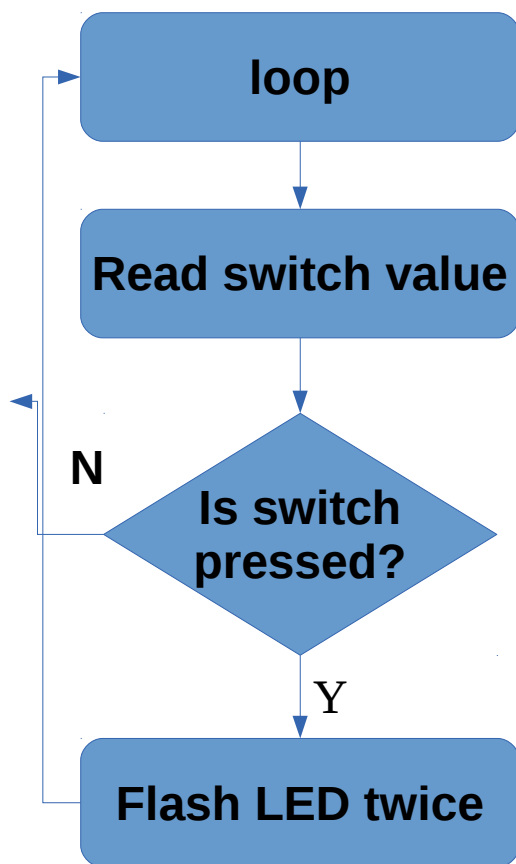 loop
Read switch value
N
Is switch
pressed?
Y
Flash LED twice